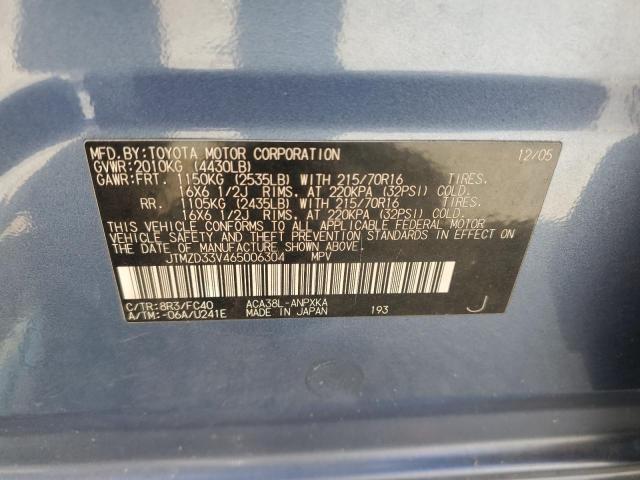 MFD.BY:TOYOTA MOTOR CORPORATION 12/05
GVWR:2010KG (4430LB)
GAWR:FRT. 1150KG (2535LB) WITH 215/70R16 TIRES.
16X6 1/2J RIMS. AT 220KPA (32PSI) COLD.
RR. 1105KG (2435LB) WITH 215/70R16 TIRES.
16X6 1/2J RIMS. AT 220KPA (32PSI) COLD.
THIS VEHICLE CONFORMS TO ALL APPLICABLE FEDERAL MOTOR
VEHICLE SAFETY AND THEFT PREVENTION STANDARDS IN
EFFECT ON THE DATE OF MANUFACTURE SHOWN ABOVE.
JTMZD33V465006304 MPV
C/TR:8R3/FC40 ACA38L-ANPXKA
A/TM:-06A/U241E MADE IN JAPAN 193 J